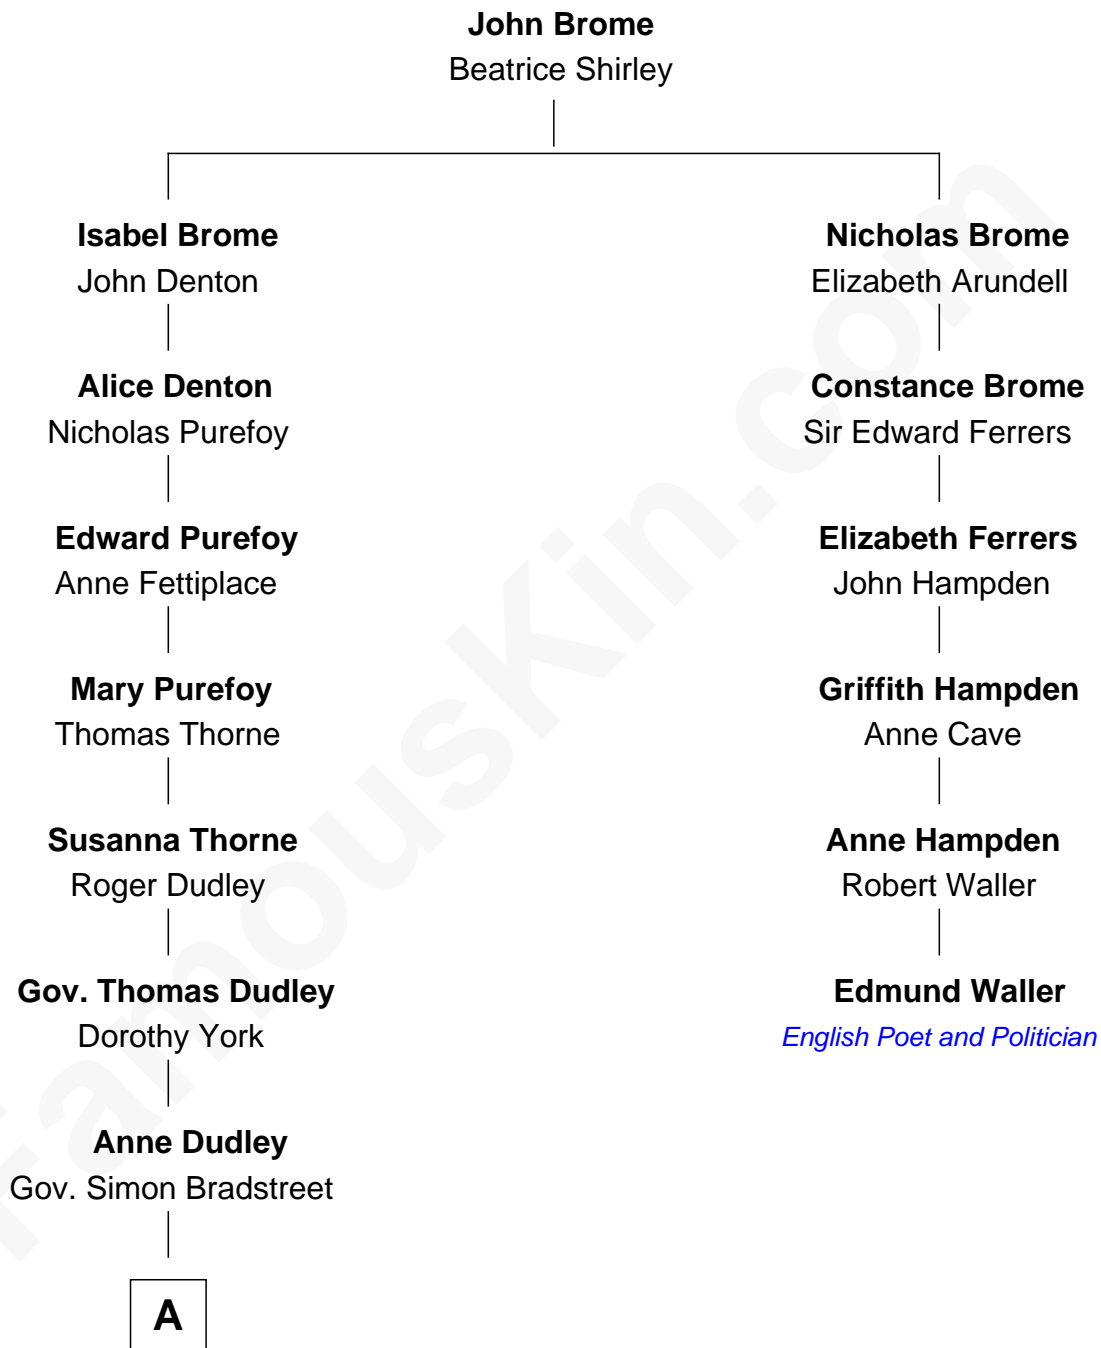 John Brome
Beatrice Shirley
Isabel Brome
John Denton
Nicholas Brome
Elizabeth Arundell
Alice Denton
Nicholas Purefoy
Constance Brome
Sir Edward Ferrers
Edward Purefoy
Anne Fettiplace
Elizabeth Ferrers
John Hampden
Mary Purefoy
Thomas Thorne
Griffith Hampden
Anne Cave
Susanna Thorne
Roger Dudley
Anne Hampden
Robert Waller
Gov. Thomas Dudley
Dorothy York
Edmund Waller
English Poet and Politician
Anne Dudley
Gov. Simon Bradstreet
A
FamousKin.com